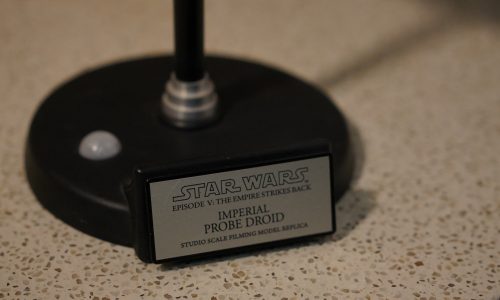 STAR WARS
EPISODE V: THE EMPIRE STRIKES BACK
IMPERIAL
PROBE DROID
STUDIO SCALE FILMING MODEL REPLICA